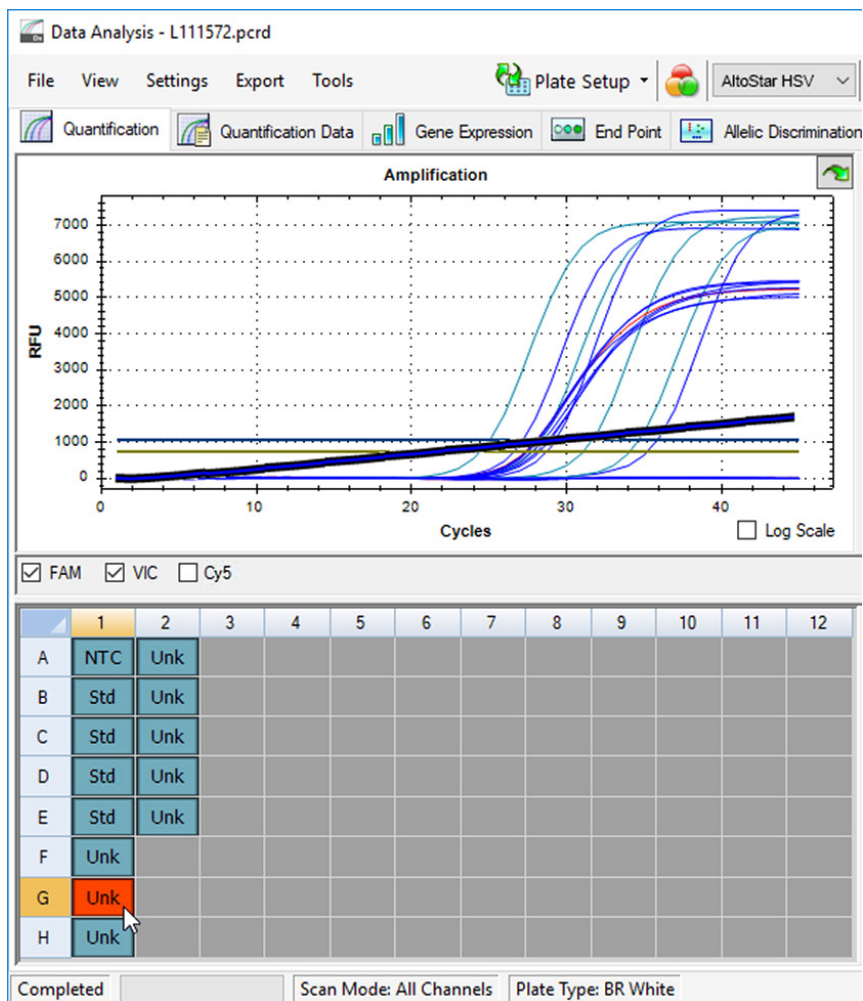 Data Analysis - L111572.pcrd
File View Settings Export Tools Plate Setup AltoStar HSV
Quantification Quantification Data Gene Expression End Point Allelic Discrimination
Amplification
7000
6000
5000
4000
3000
2000
1000
0
RFU
0 10 20 30 40
Cycles
Log Scale
FAM VIC Cy5
1 2 3 4 5 6 7 8 9 10 11 12
A NTC Unk
B Std Unk
C Std Unk
D Std Unk
E Std Unk
F Unk
G Unk
H Unk
Completed Scan Mode: All Channels Plate Type: BR White